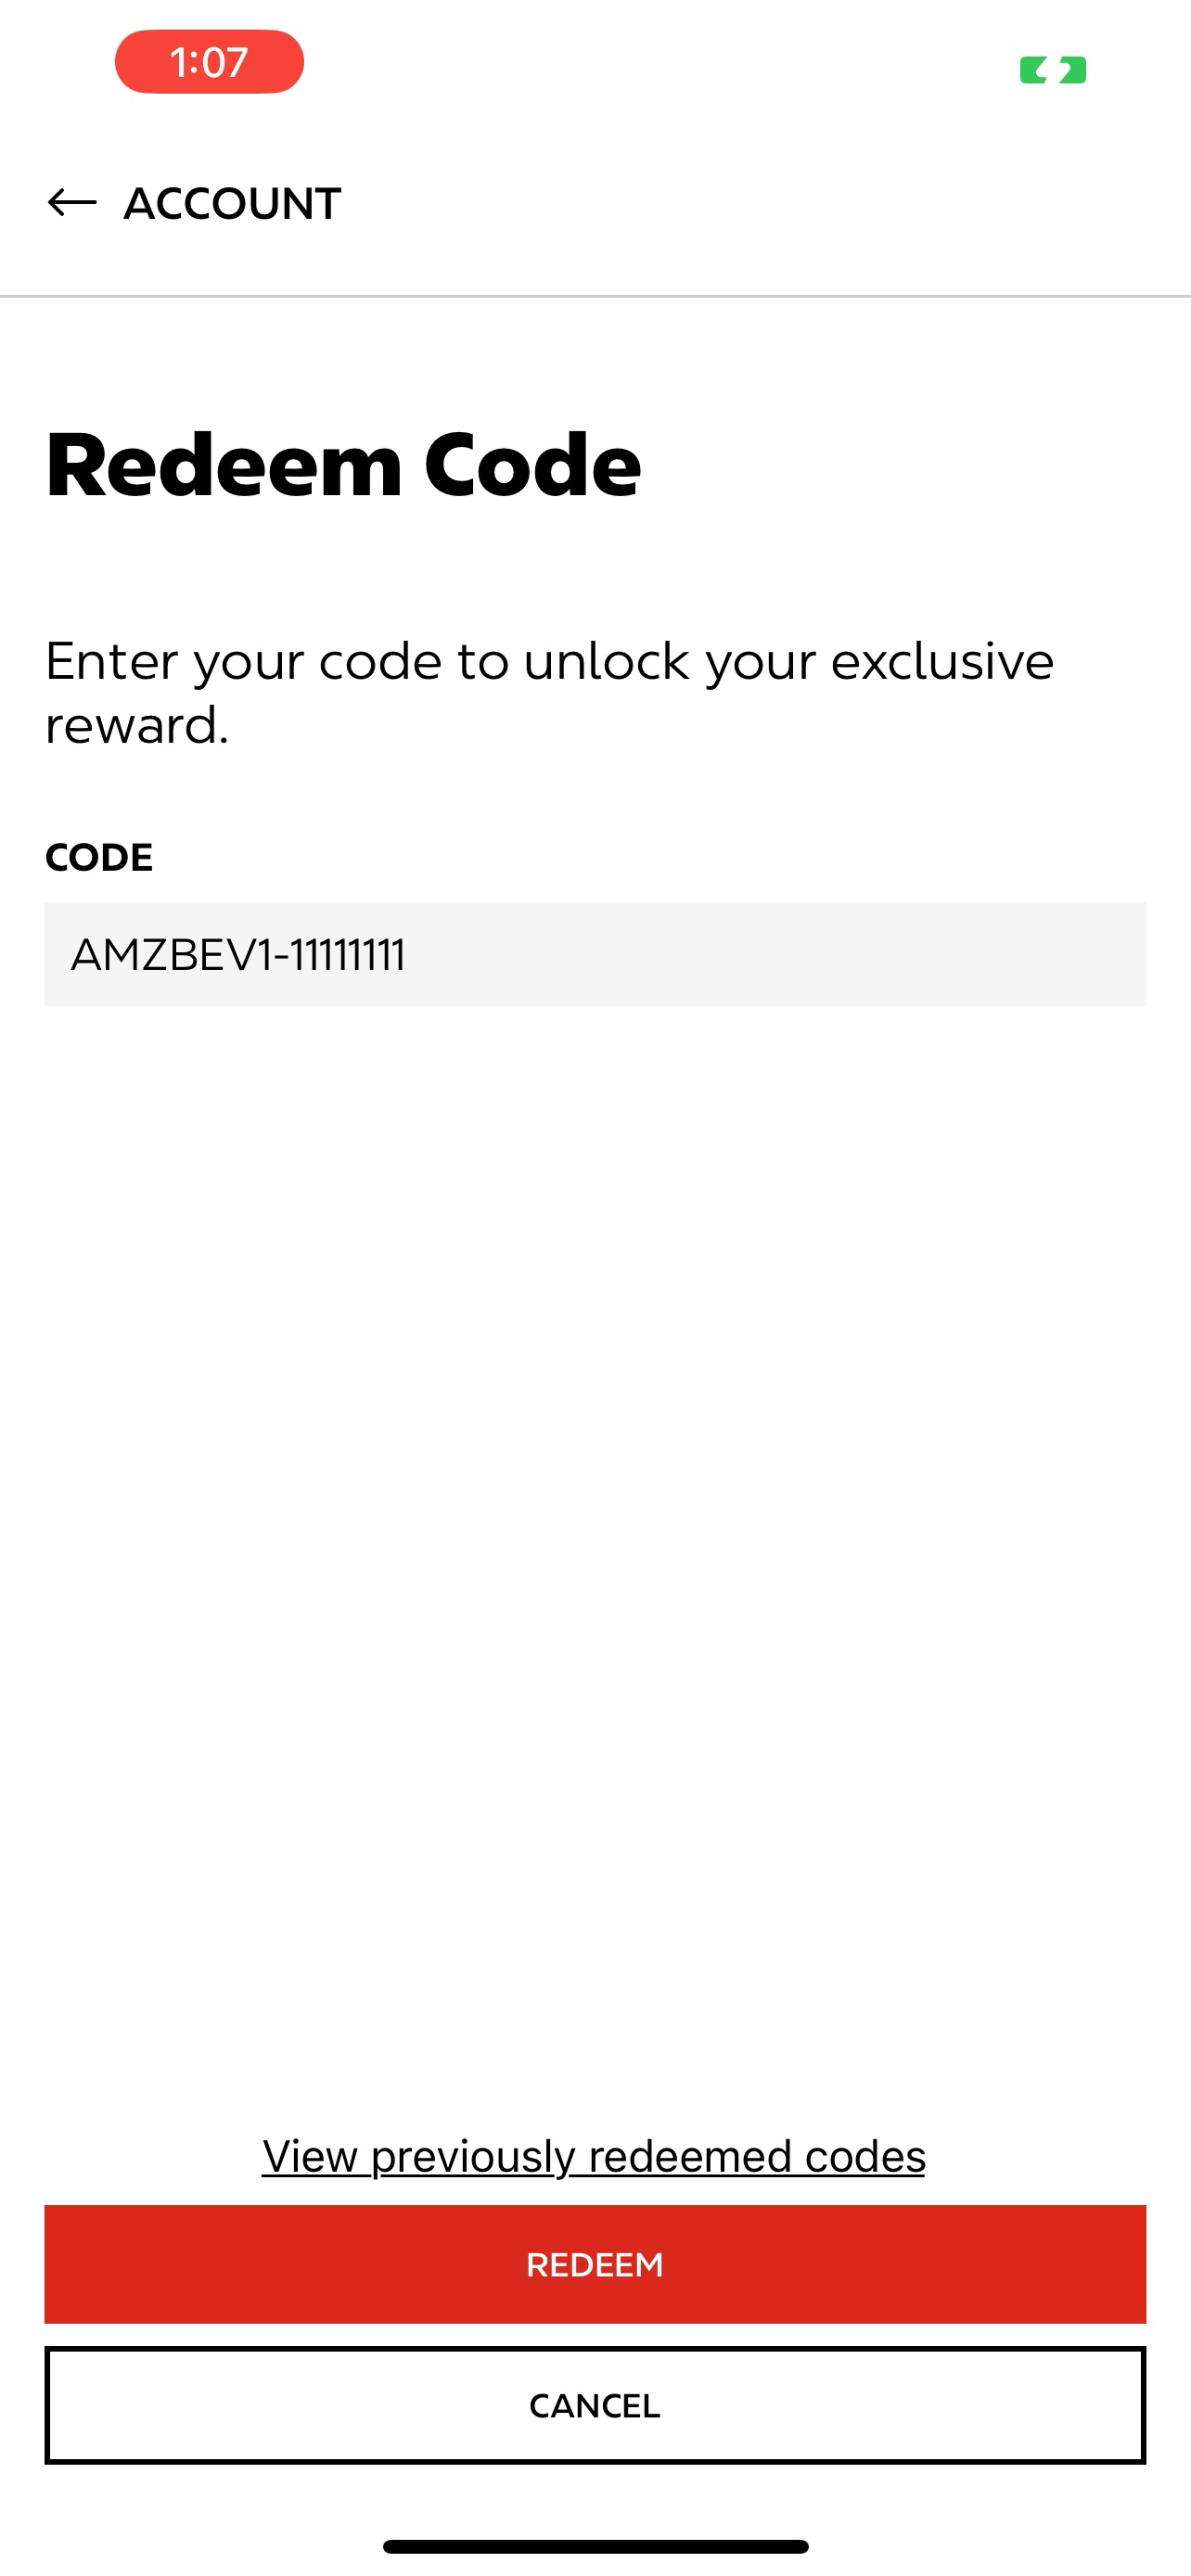 1:07
ACCOUNT
Redeem Code
Enter your code to unlock your exclusive
reward.
CODE
AMZBEV1-11111111
View previously redeemed codes
REDEEM
CANCEL